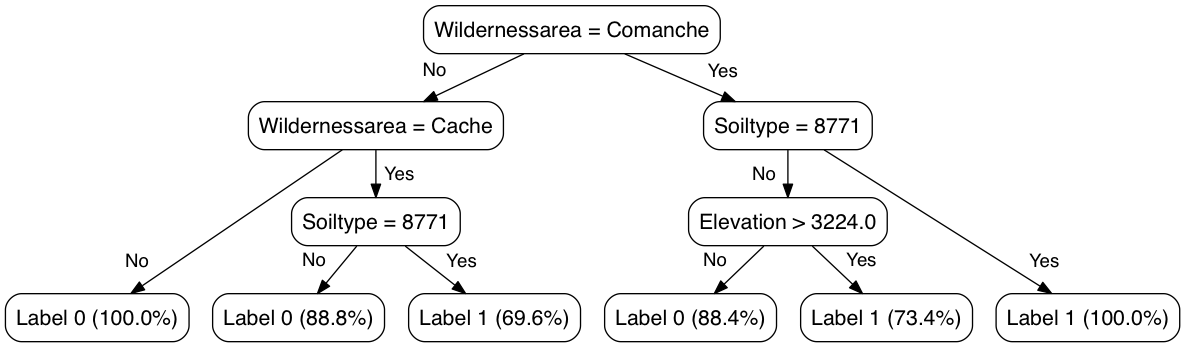 Wildernessarea = Comanche
No
Yes
Wildernessarea = Cache
Soiltype = 8771
Yes
No
Soiltype = 8771
Elevation > 3224.0
No
No
Yes
No
Yes
Yes
Label 0 (100.0%)
Label 0 (88.8%)
Label 1 (69.6%)
Label 0 (88.4%)
Label 1 (73.4%)
Label 1 (100.0%)